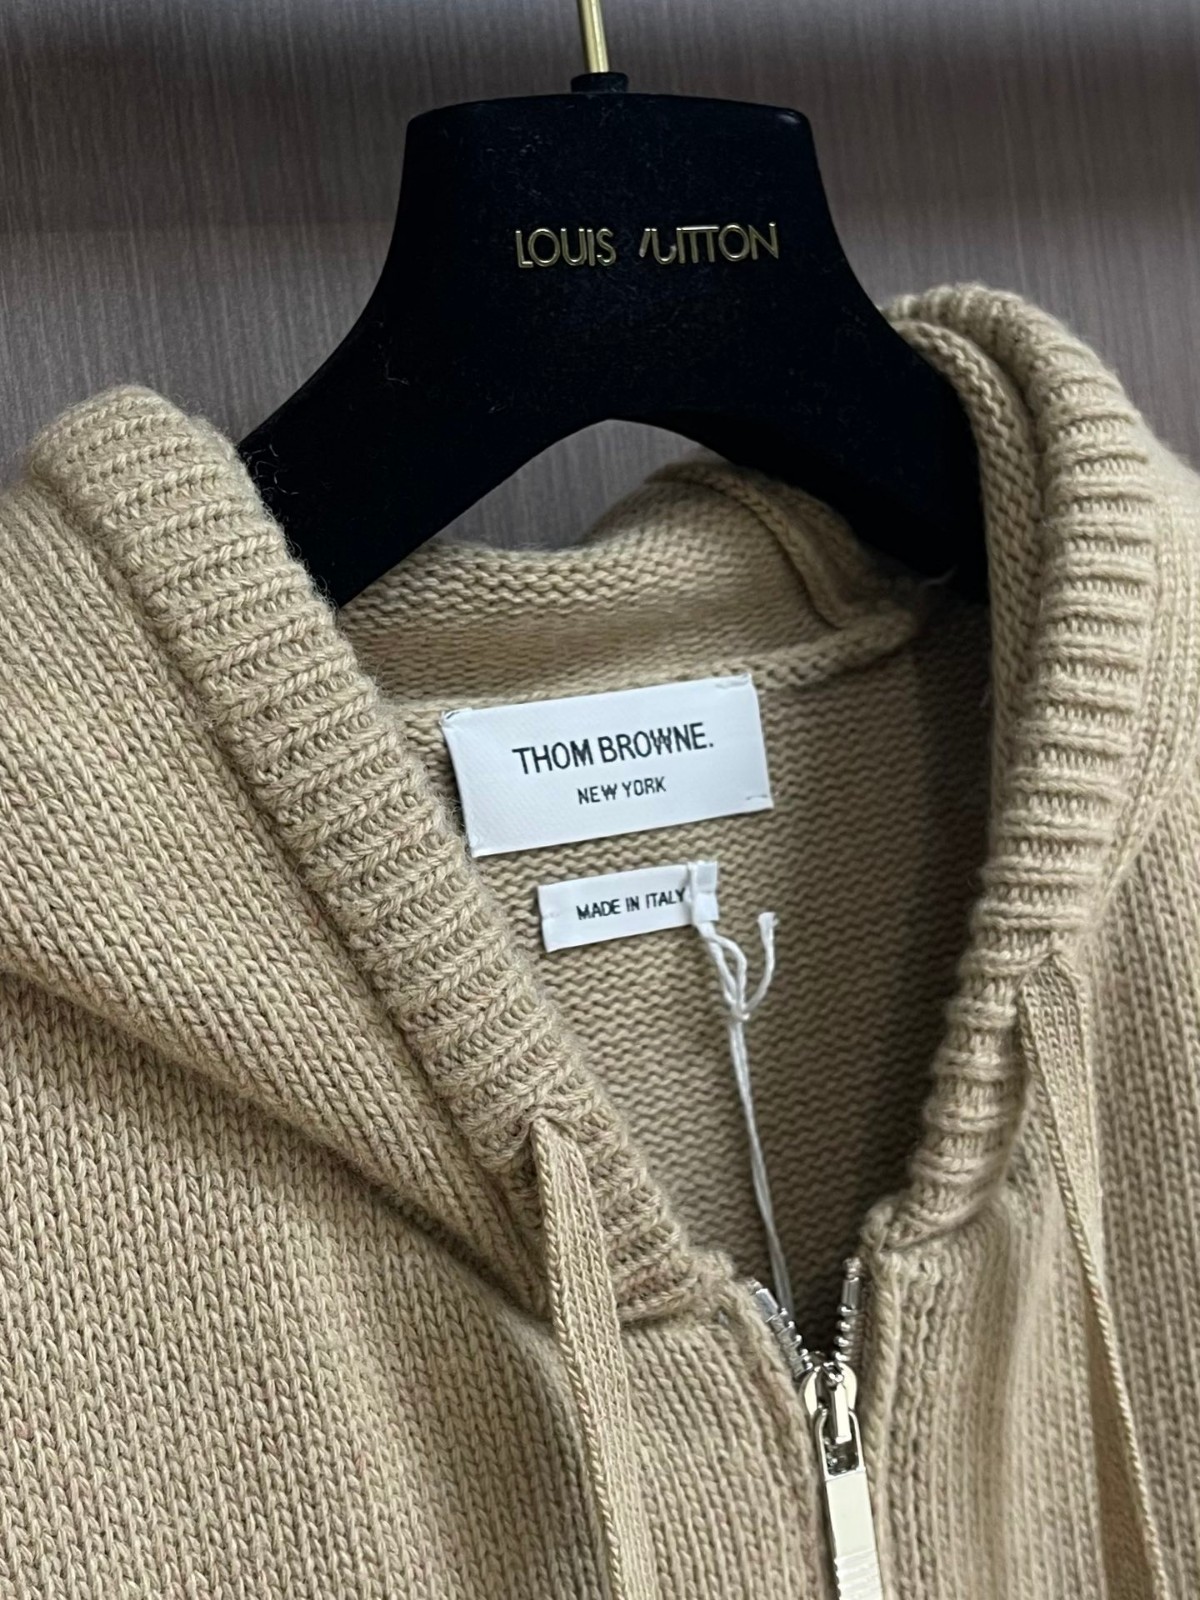 LOUIS VUITTON
THOM BROWNE.
NEW YORK
MADE IN ITALY